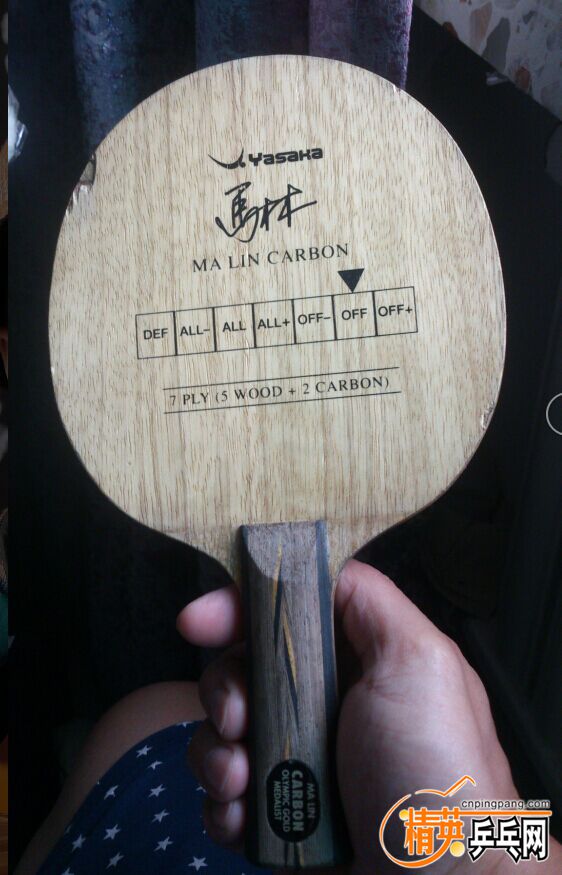 Yasaka
馬林
MA LIN CARBON
DEF ALL- ALL ALL+ OFF- OFF OFF+
7 PLY (5 WOOD + 2 CARBON)
MA LIN
CARBON
OLYMPIC GOLD
MEDALIST
cnpingpang.com
精英乒乓网